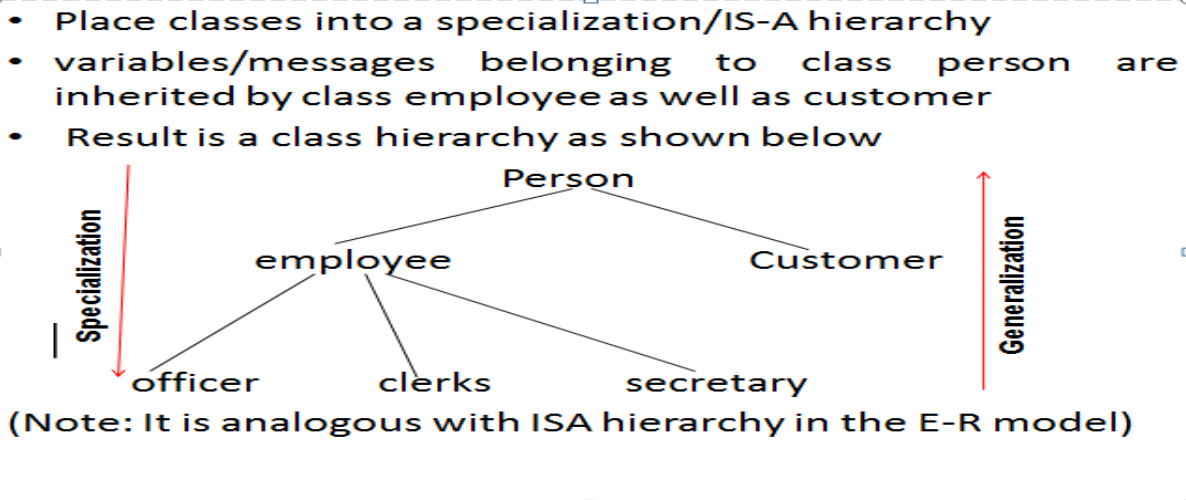 • Place classes into a specialization/IS-A hierarchy
• variables/messages belonging to class person are
inherited by class employee as well as customer
• Result is a class hierarchy as shown below
Person
Specialization
Generalization
employee Customer
officer clerks secretary
(Note: It is analogous with ISA hierarchy in the E-R model)